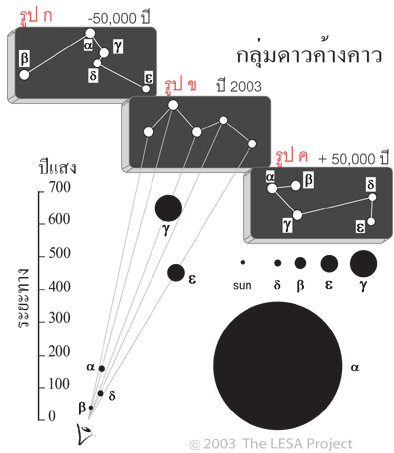 รูป ก -50,000 ปี
β α γ δ ε
กลุ่มดาวค้างคาว
รูป ข ปี 2003
รูป ค + 50,000 ปี
α β γ δ ε
ปีแสง
700
600
500
400
300
200
100
0
ระยะทาง
γ
ε
α
δ
β
sun δ β ε γ
α
© 2003 The LESA Project